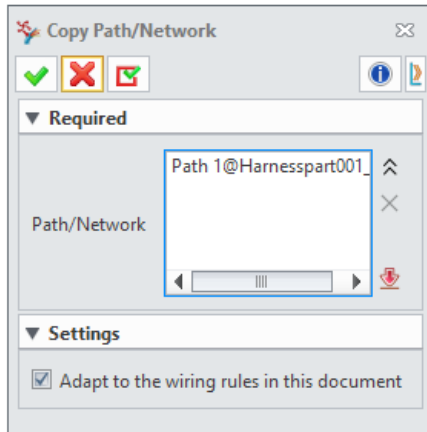 Copy Path/Network
Required
Path 1@Harnesspart001_
Path/Network
Settings
Adapt to the wiring rules in this document